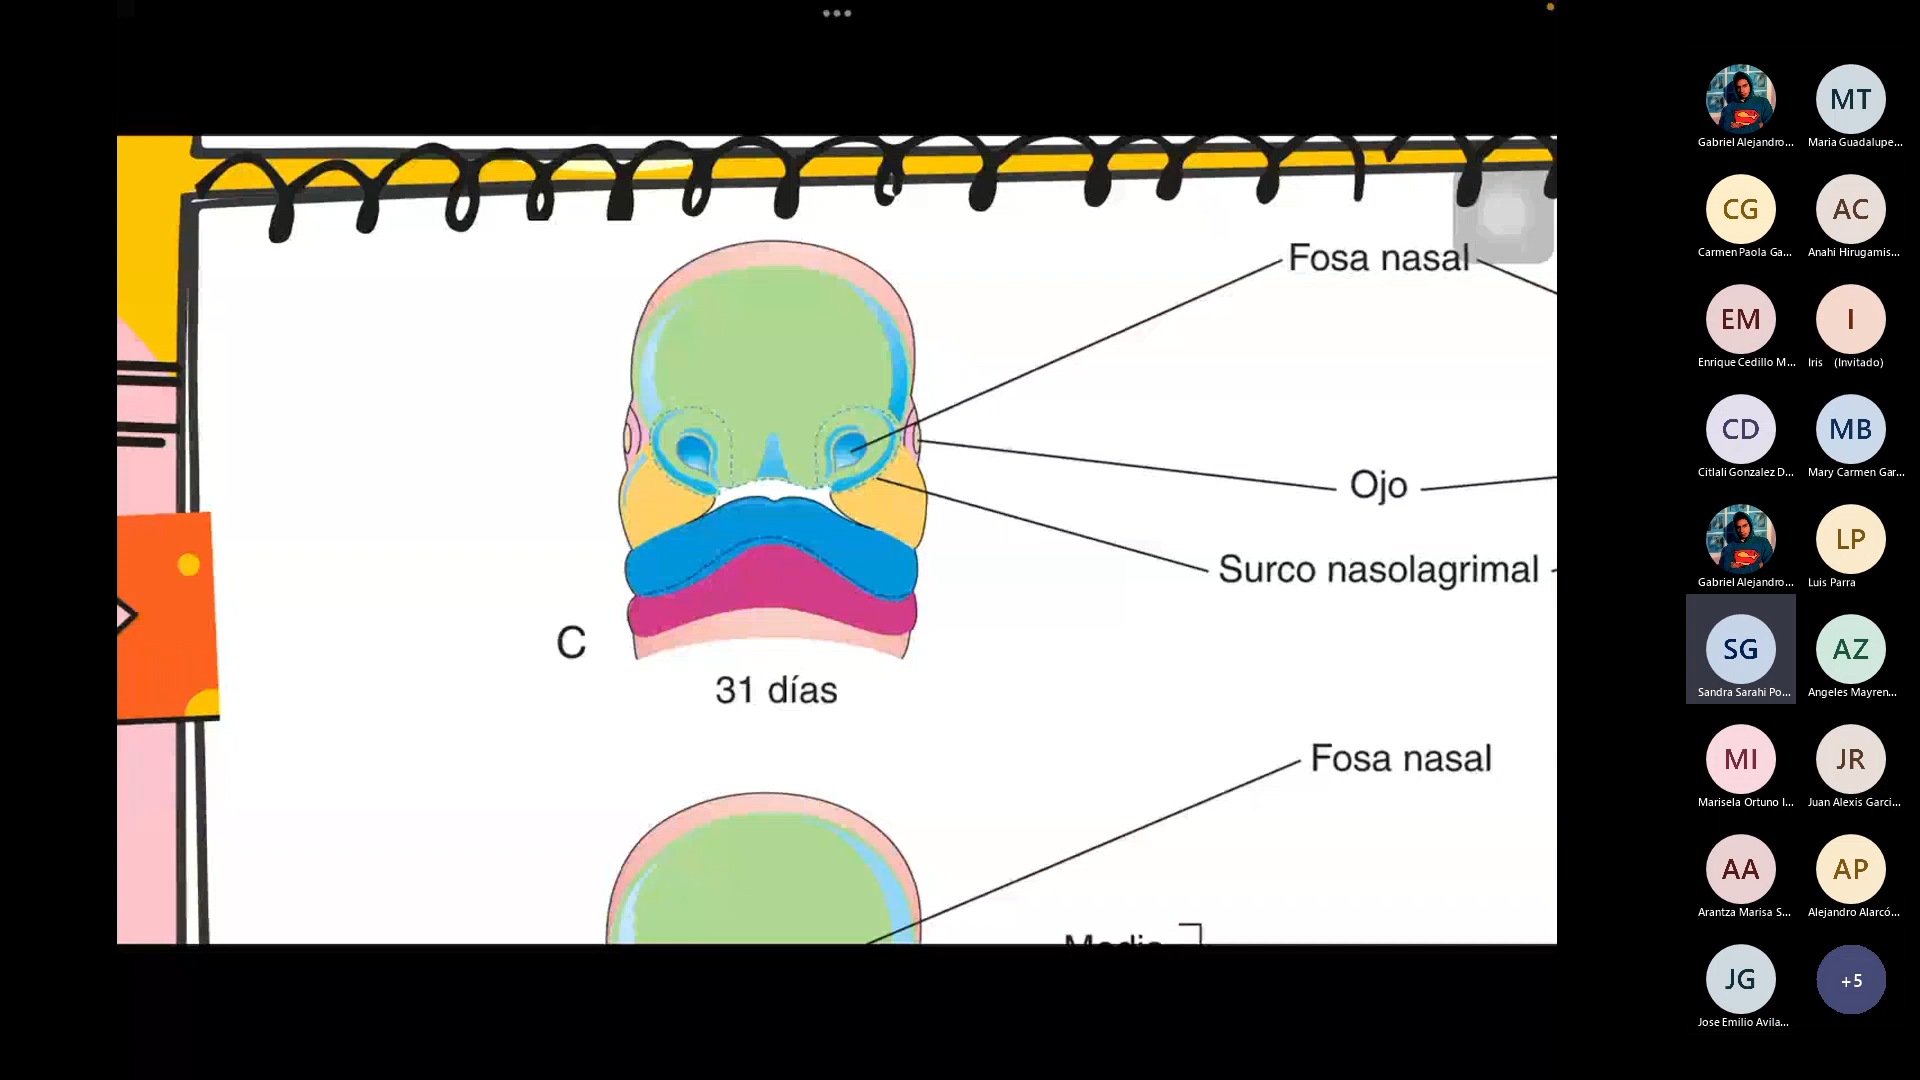 Fosa nasal
Ojo
Surco nasolagrimal
C
31 días
Fosa nasal
MT
Gabriel Alejandro...
Maria Guadalupe...
CG
AC
Carmen Paola Ga...
Anahi Hirugamis...
EM
I
Enrique Cedillo M...
Iris (Invitado)
CD
MB
Citlali Gonzalez D...
Mary Carmen Gar...
LP
Gabriel Alejandro...
Luis Parra
SG
AZ
Sandra Sarahi Po...
Angeles Mayren...
MI
JR
Marisela Ortuno I...
Juan Alexis Garci...
AA
AP
Arantza Marisa S...
Alejandro Alarcó...
JG
+5
Jose Emilio Avila...